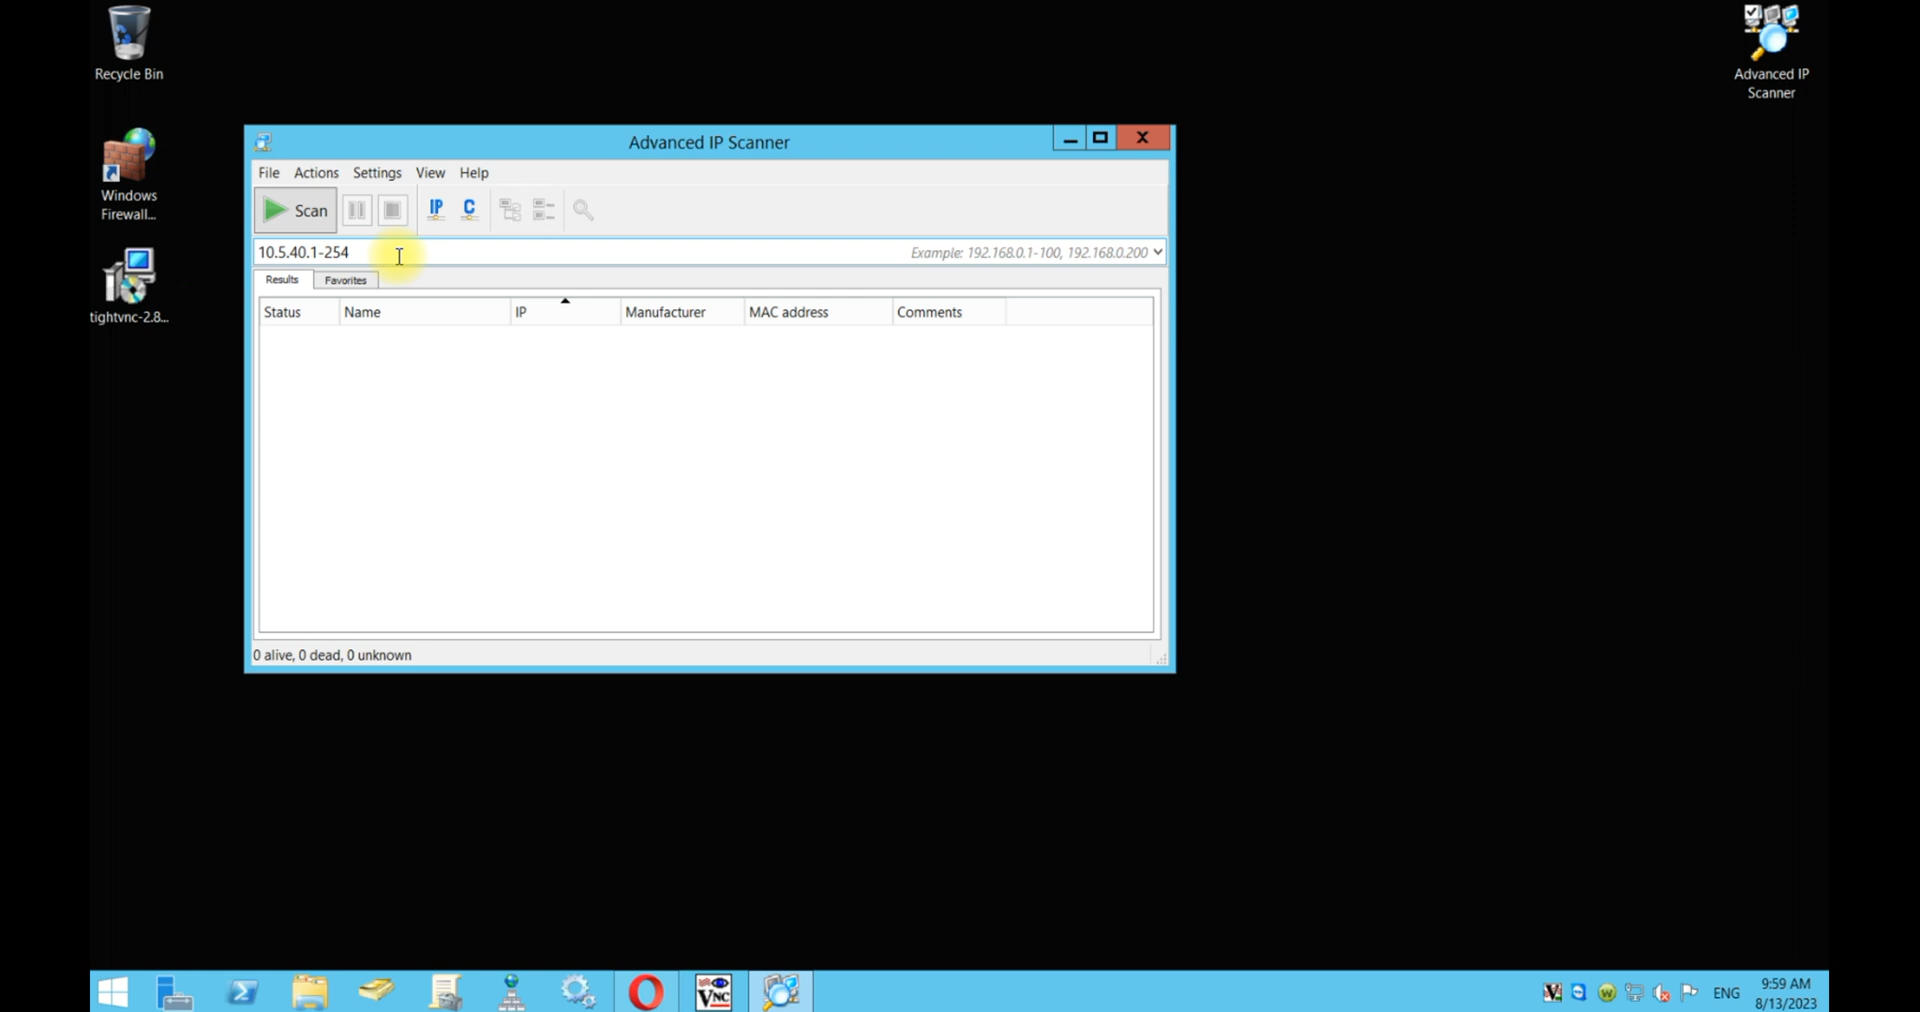 Recycle Bin
Advanced IP
Scanner
Windows
Firewall...
tightvnc-2.8...
Advanced IP Scanner
File Actions Settings View Help
Scan IP C
10.5.40.1-254 Example: 192.168.0.1-100, 192.168.0.200
Results Favorites
Status Name IP Manufacturer MAC address Comments
0 alive, 0 dead, 0 unknown
VNC
ENG
9:59 AM
8/13/2023